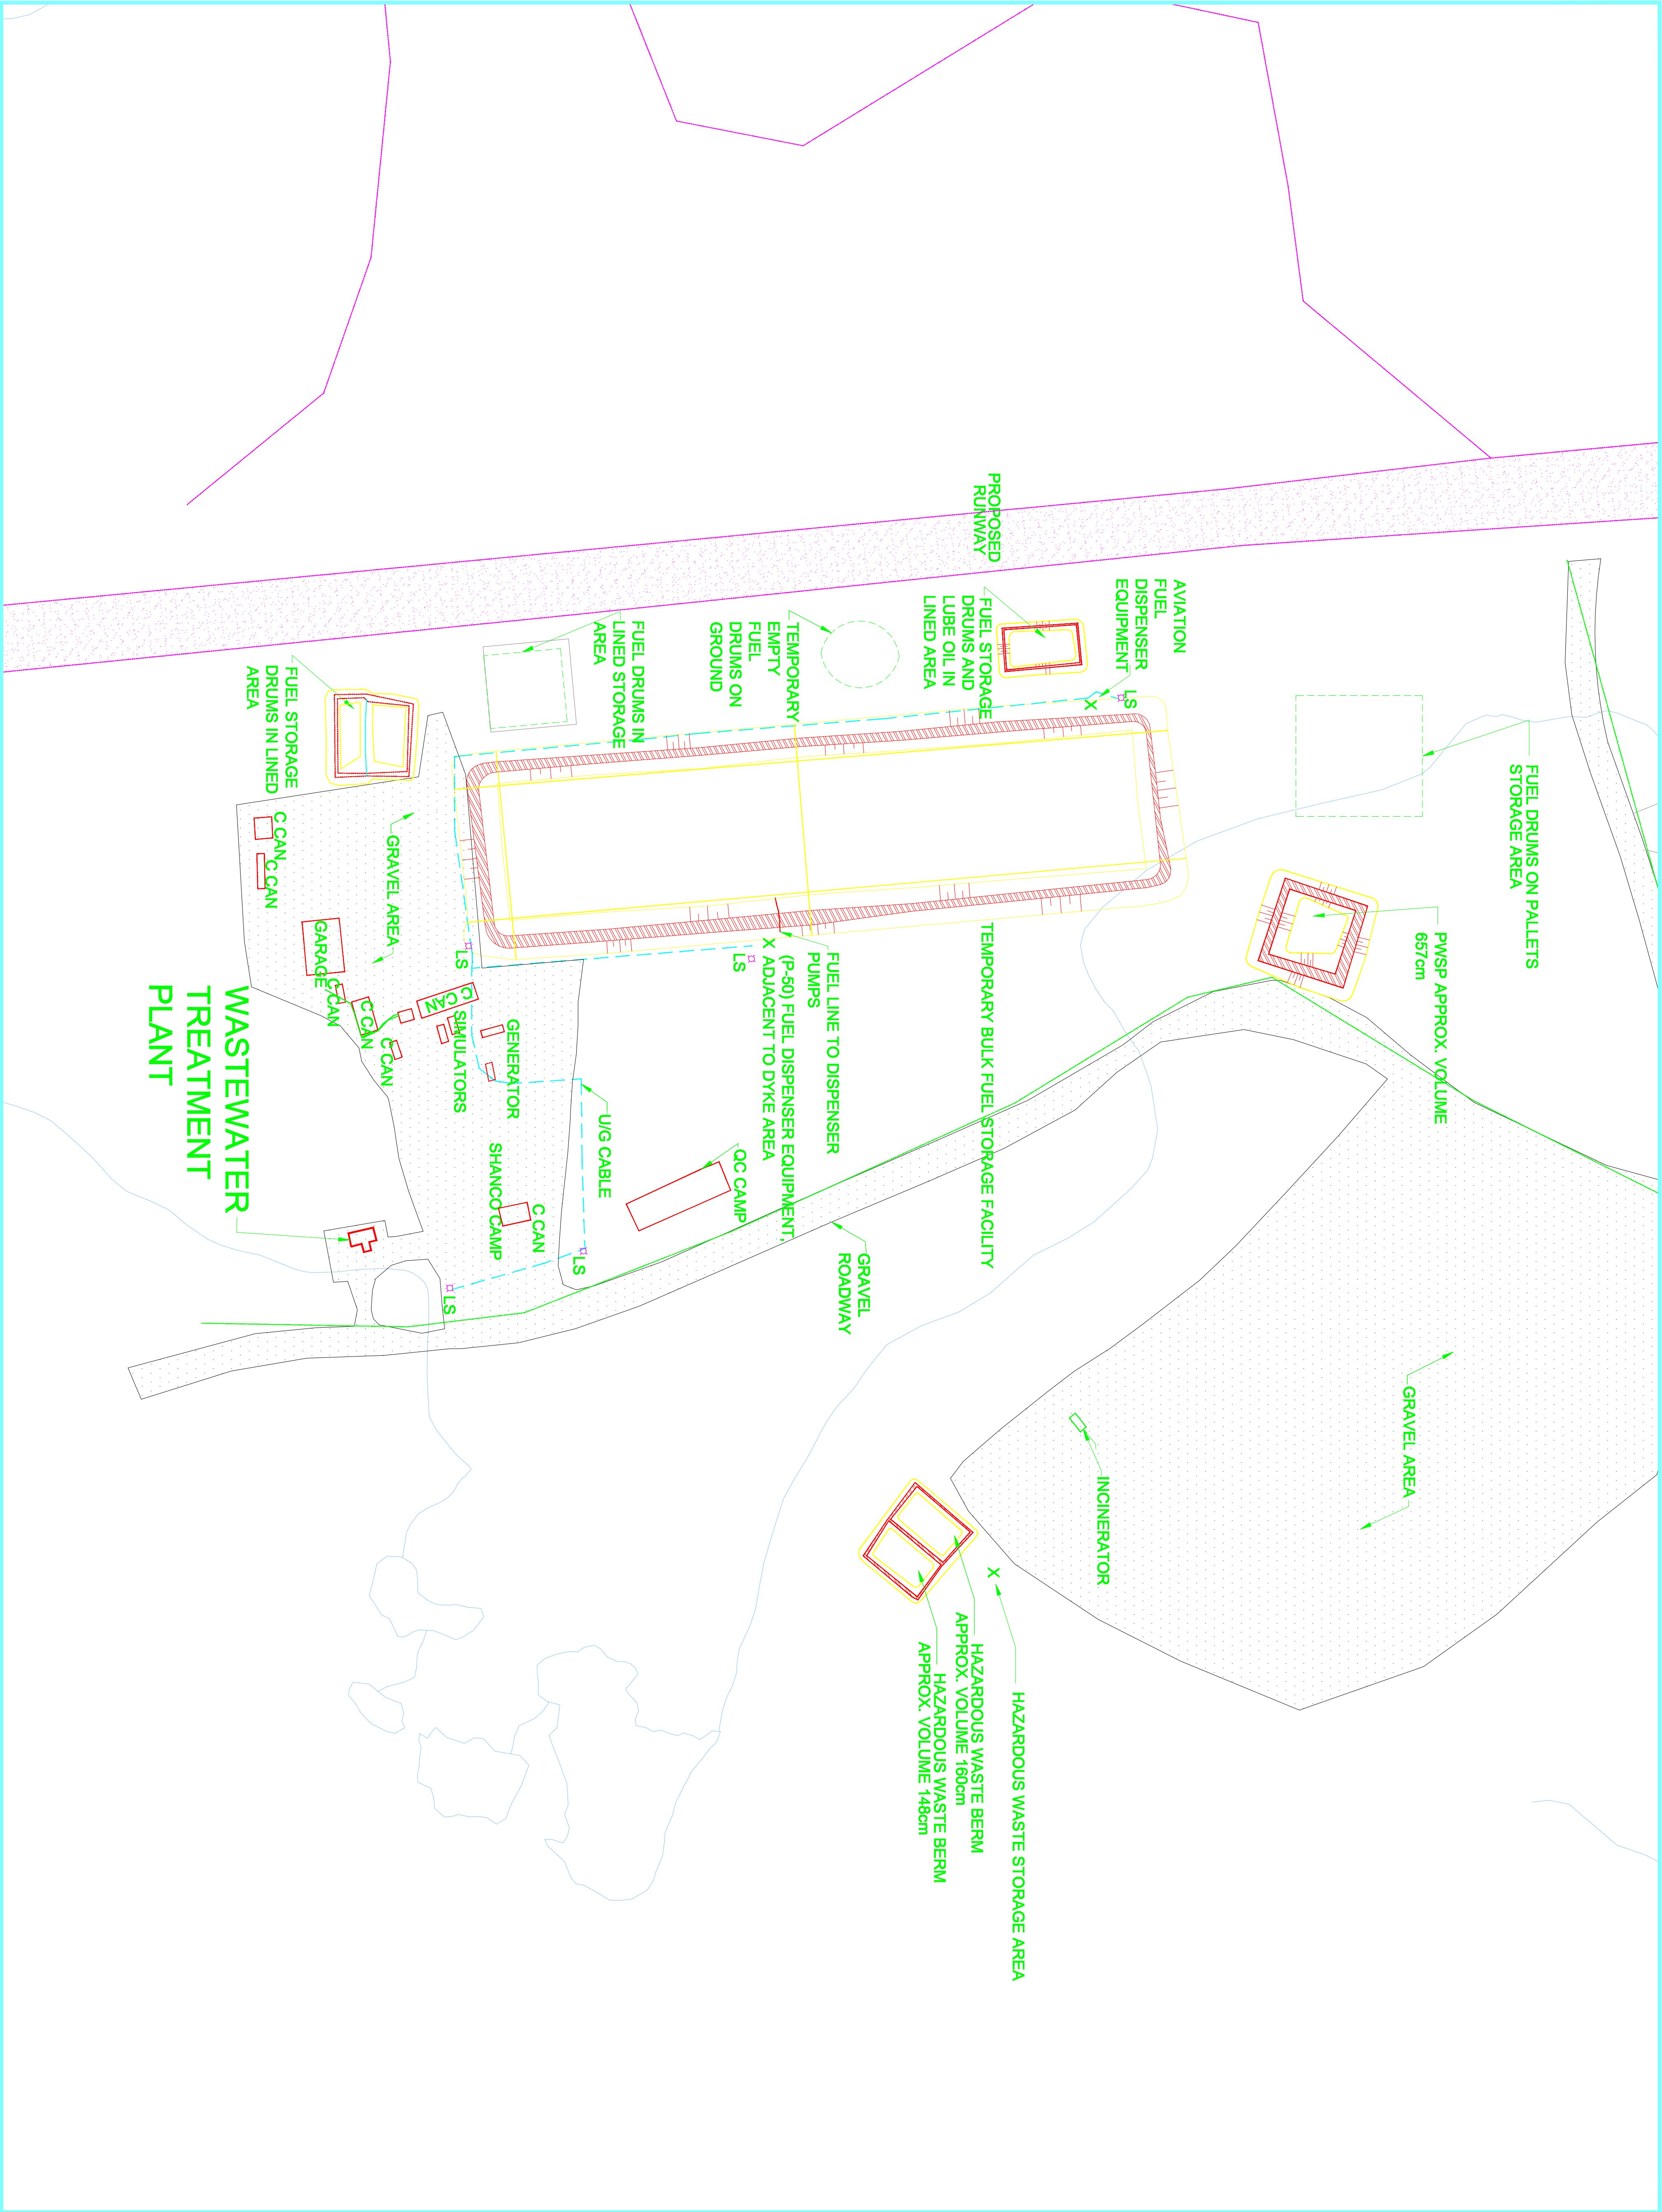 PROPOSED
RUNWAY
AVIATION
FUEL
DISPENSER
EQUIPMENT
FUEL STORAGE
DRUMS AND
LUBE OIL IN
LINED AREA
TEMPORARY
EMPTY
FUEL
DRUMS ON
GROUND
FUEL DRUMS IN
LINED STORAGE
AREA
FUEL STORAGE
DRUMS IN LINED
AREA
LS
X
FUEL DRUMS ON PALLETS
STORAGE AREA
PWSP APPROX. VOLUME
657cm
TEMPORARY BULK FUEL STORAGE FACILITY
FUEL LINE TO DISPENSER
PUMPS
(P-50) FUEL DISPENSER EQUIPMENT,
X ADJACENT TO DYKE AREA
LS
LS
C CAN
C CAN
GRAVEL AREA
GARAGE
C CAN
C CAN
C CAN
C CAN
SIMULATORS
GENERATOR
U/G CABLE
QC CAMP
C CAN
SHANCO CAMP
LS
LS
WASTEWATER
TREATMENT
PLANT
GRAVEL
ROADWAY
GRAVEL AREA
INCINERATOR
X
HAZARDOUS WASTE STORAGE AREA
HAZARDOUS WASTE BERM
APPROX. VOLUME 160cm
HAZARDOUS WASTE BERM
APPROX. VOLUME 148cm